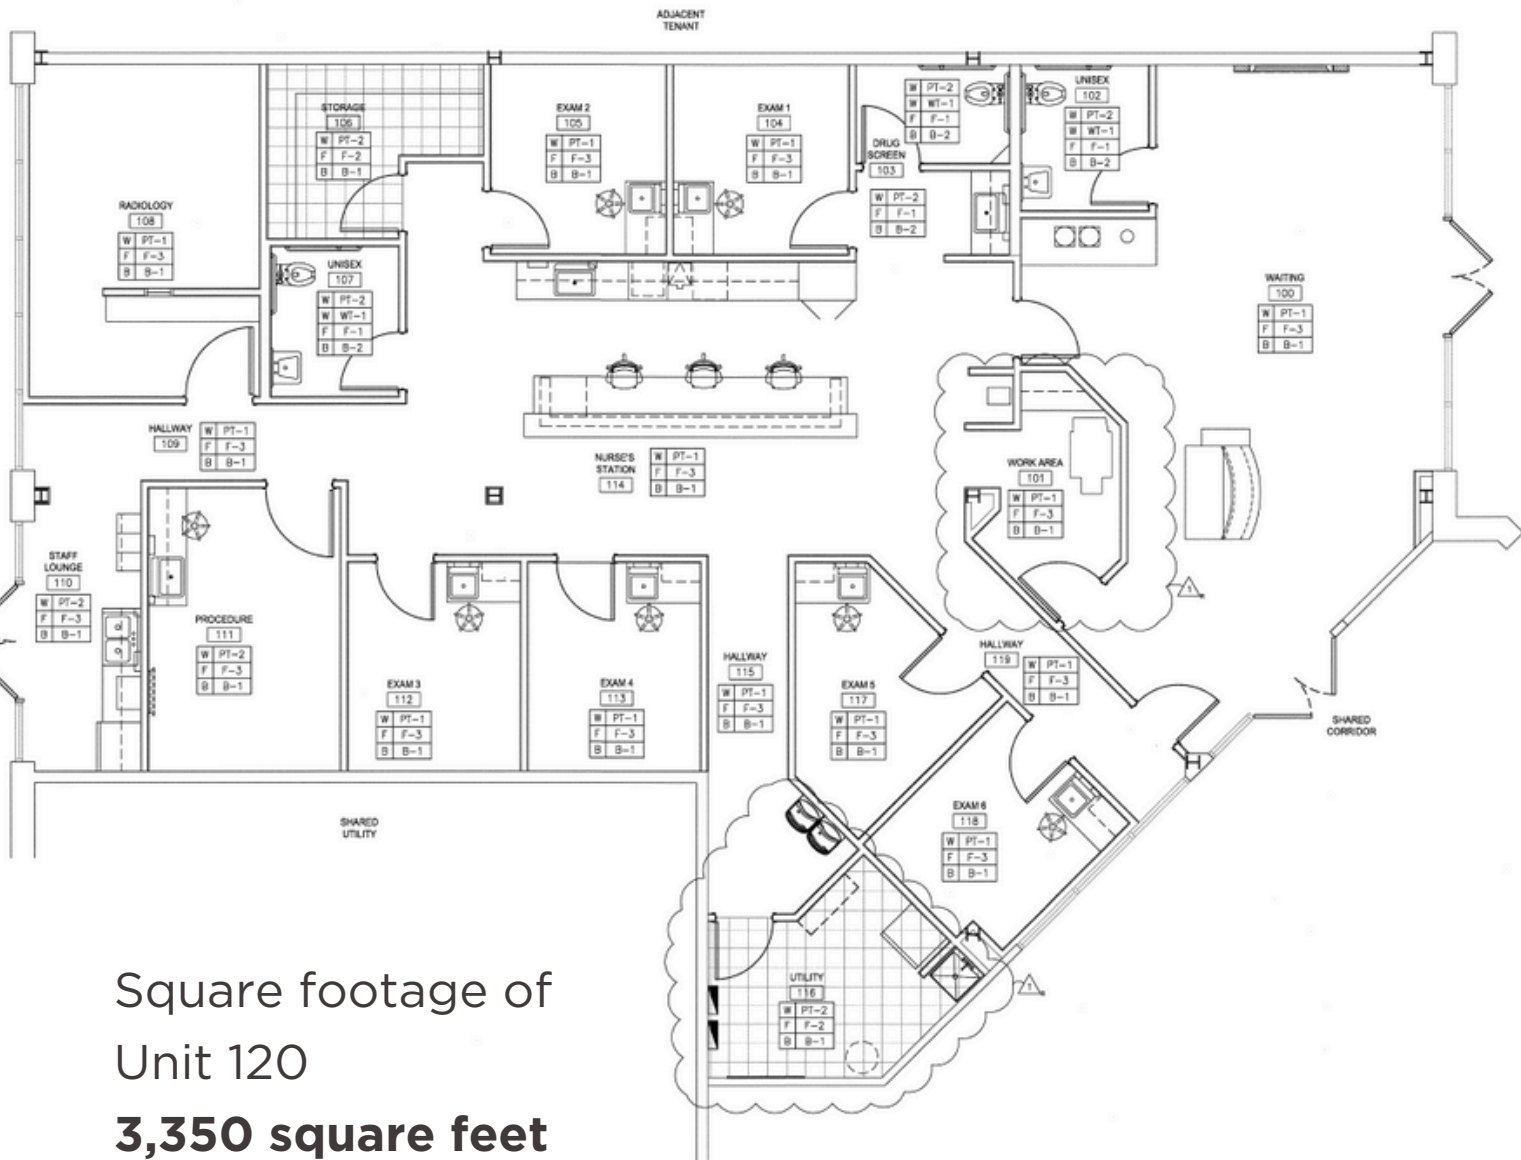 ADJACENT
TENANT
STORAGE
106
W PT-2
F F-2
B B-1
EXAM 2
105
W PT-1
F F-3
B B-1
EXAM 1
104
W PT-1
F F-3
B B-1
W PT-2
W WT-1
F F-1
B B-2
DRUG
SCREEN
103
W PT-2
F F-1
B B-2
UNISEX
102
W PT-2
W WT-1
F F-1
B B-2
RADIOLOGY
108
W PT-1
F F-3
B B-1
UNISEX
107
W PT-2
W WT-1
F F-1
B B-2
WAITING
100
W PT-1
F F-3
B B-1
HALLWAY
109
W PT-1
F F-3
B B-1
NURSE'S
STATION
114
W PT-1
F F-3
B B-1
WORK AREA
101
W PT-1
F F-3
B B-1
STAFF
LOUNGE
110
W PT-2
F F-3
B B-1
PROCEDURE
111
W PT-2
F F-3
B B-1
EXAM 3
112
W PT-1
F F-3
B B-1
EXAM 4
113
W PT-1
F F-3
B B-1
HALLWAY
115
W PT-1
F F-3
B B-1
EXAM 5
117
W PT-1
F F-3
B B-1
HALLWAY
119
W PT-1
F F-3
B B-1
1
SHARED
CORRIDOR
SHARED
UTILITY
EXAM 6
118
W PT-1
F F-3
B B-1
UTILITY
116
W PT-2
F F-2
B B-1
1
Square footage of
Unit 120
3,350 square feet